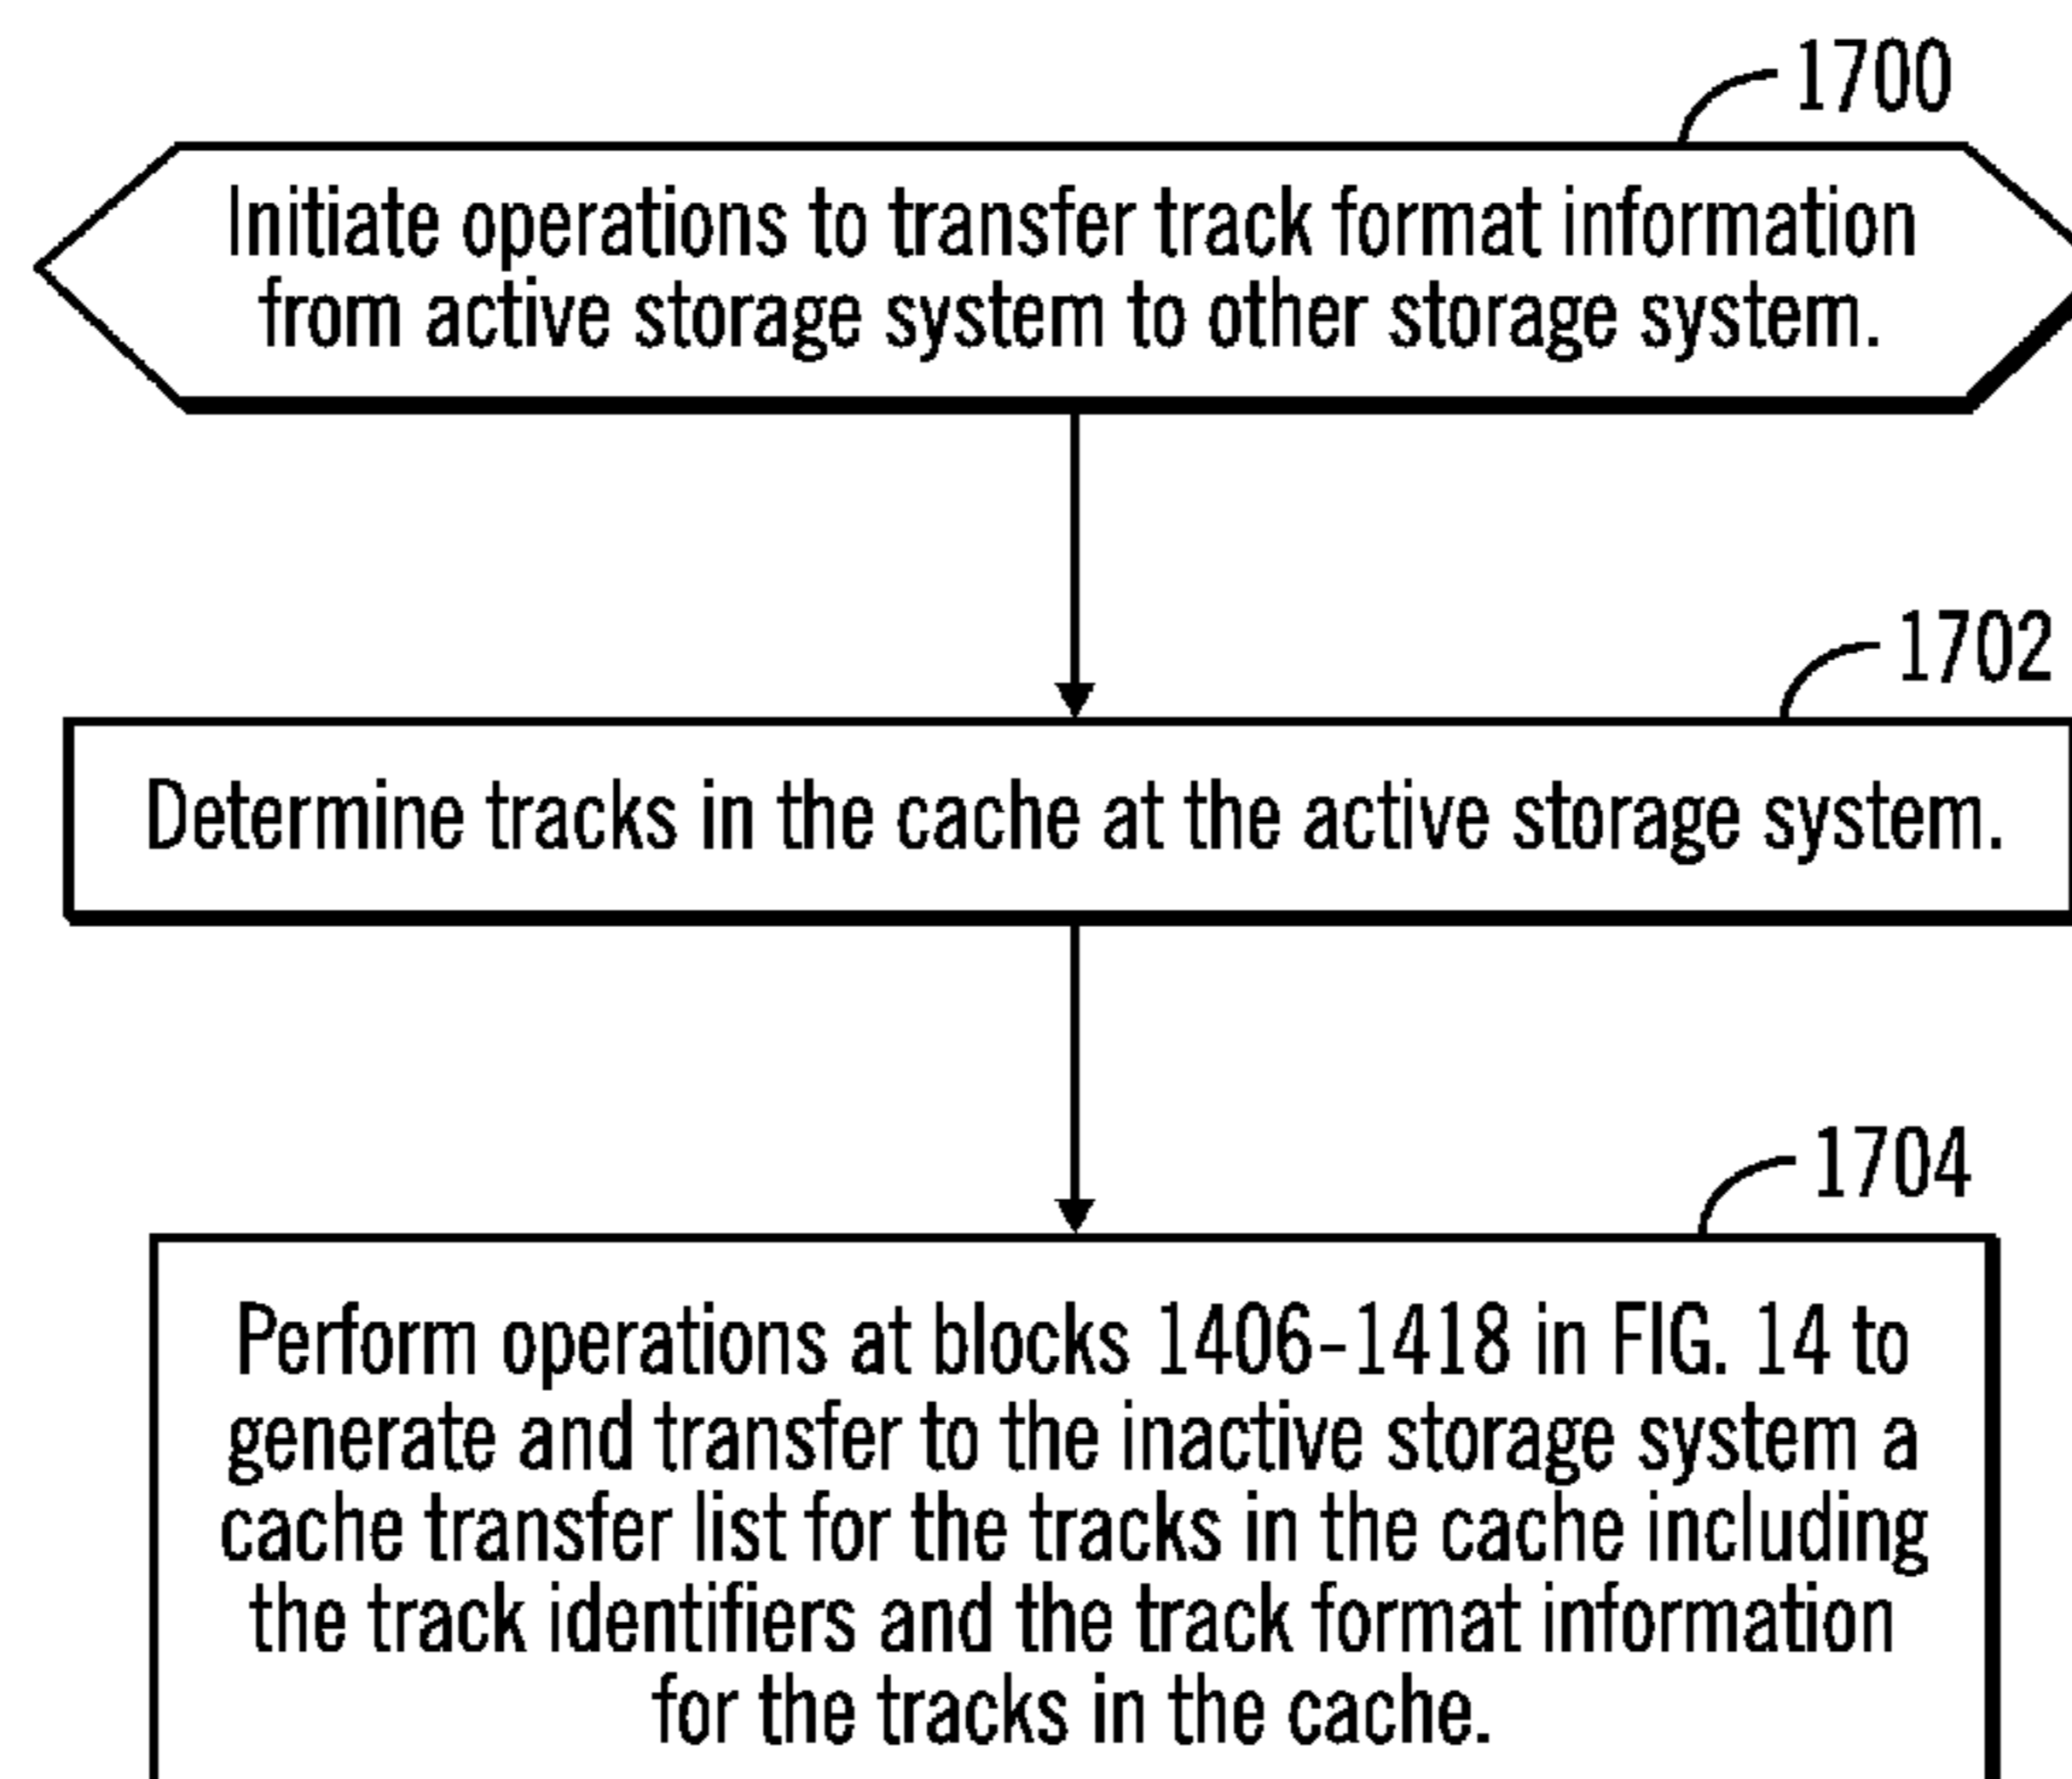 1700
Initiate operations to transfer track format information
from active storage system to other storage system.
1702
Determine tracks in the cache at the active storage system.
1704
Perform operations at blocks 1406-1418 in FIG. 14 to
generate and transfer to the inactive storage system a
cache transfer list for the tracks in the cache including
the track identifiers and the track format information
for the tracks in the cache.